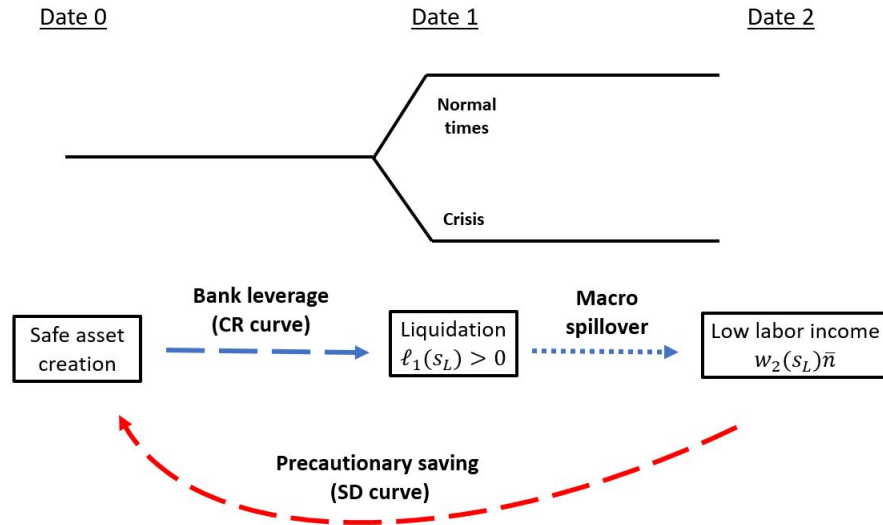 Date 0
Date 1
Date 2
Normal
times
Crisis
Bank leverage
(CR curve)
Macro
spillover
Safe asset
creation
Liquidation
ℓ₁(s_L) > 0
Low labor income
w₂(s_L)n̄
Precautionary saving
(SD curve)